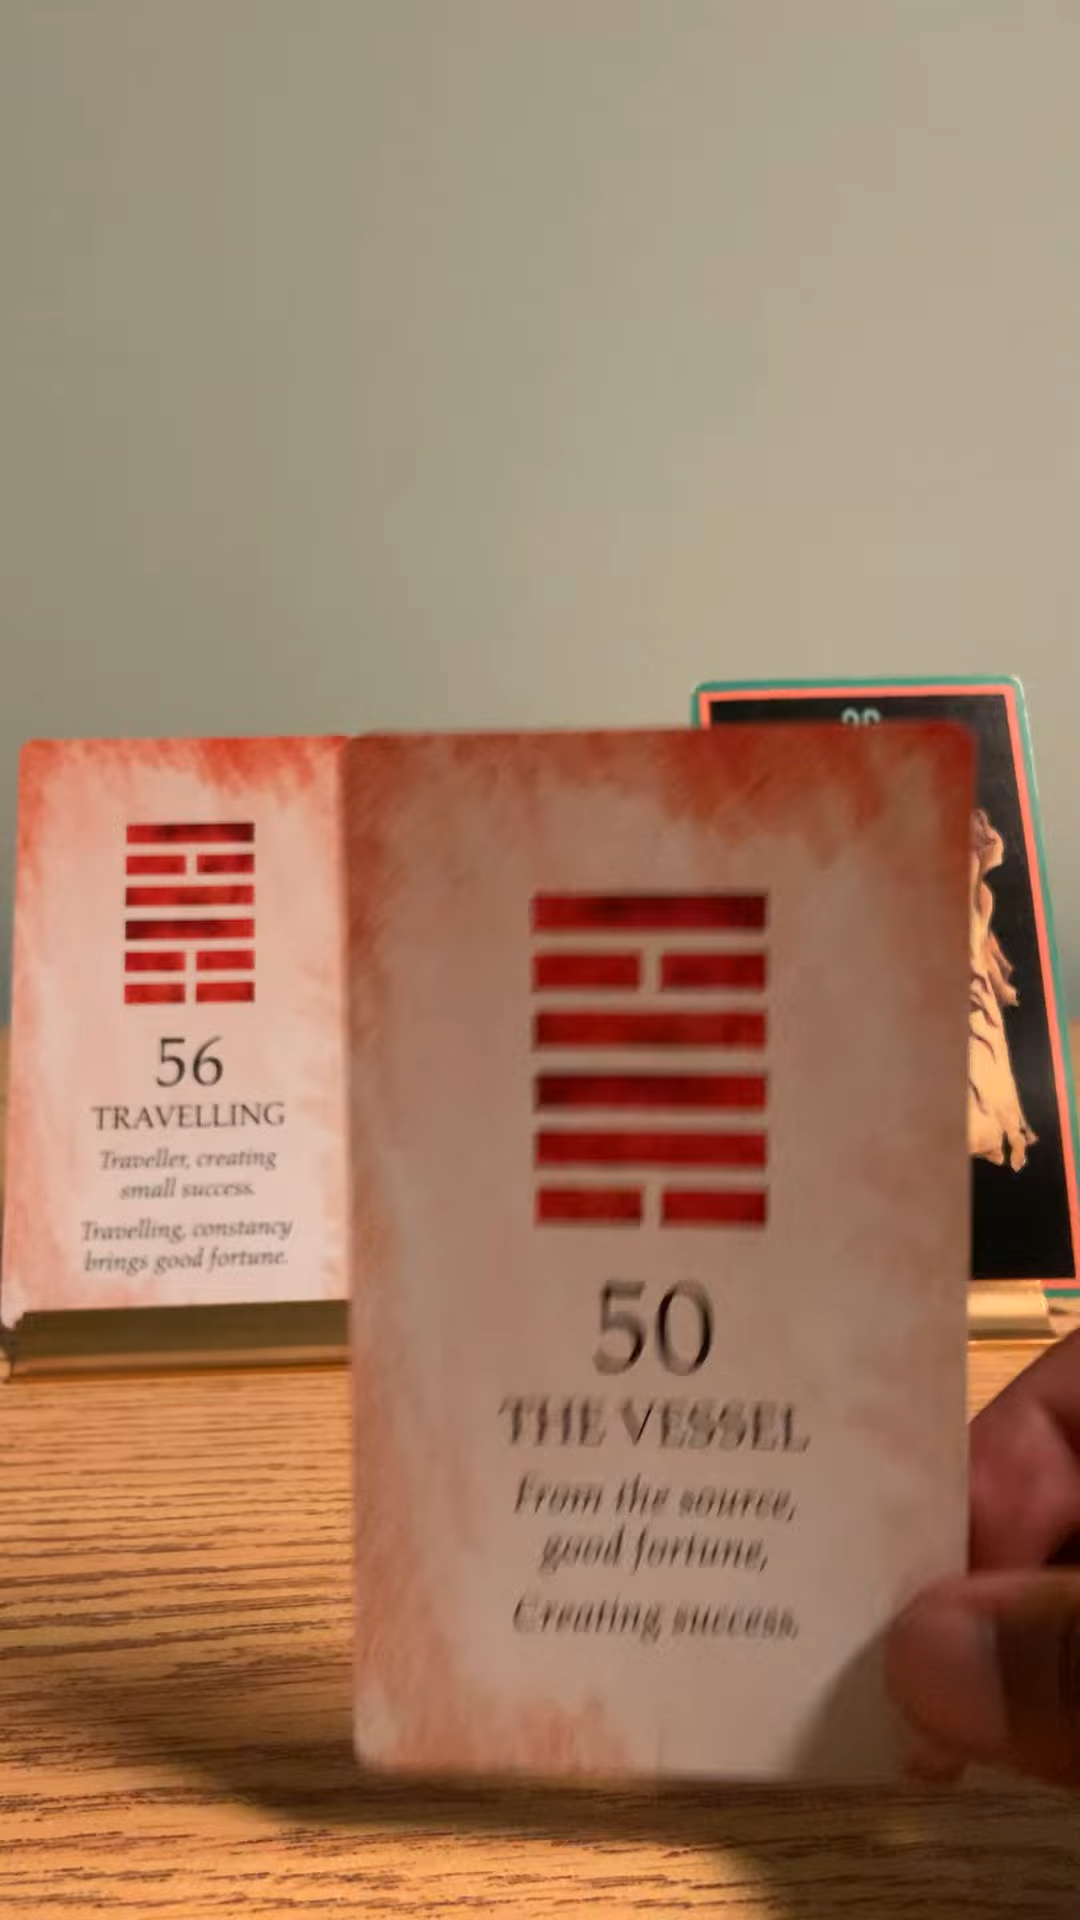 56
TRAVELLING
Traveller, creating
small success.
Travelling, constancy
brings good fortune.
50
THE VESSEL
From the source,
good fortune,
Creating success.